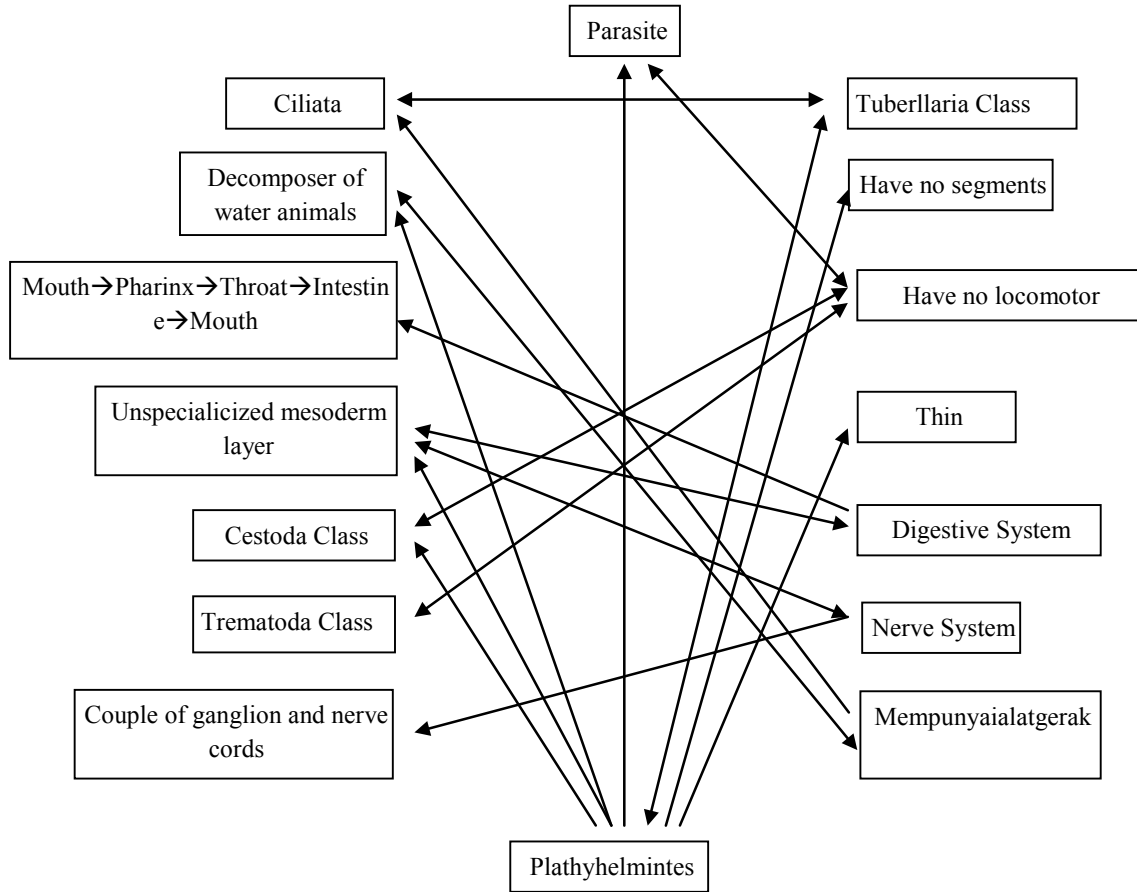 Parasite
Ciliata
Tuberllaria Class
Decomposer of
water animals
Have no segments
Mouth→Pharinx→Throat→Intestin
e→Mouth
Have no locomotor
Unspecialicized mesoderm
layer
Thin
Cestoda Class
Digestive System
Trematoda Class
Nerve System
Couple of ganglion and nerve
cords
Mempunyaialatgerak
Plathyhelmintes